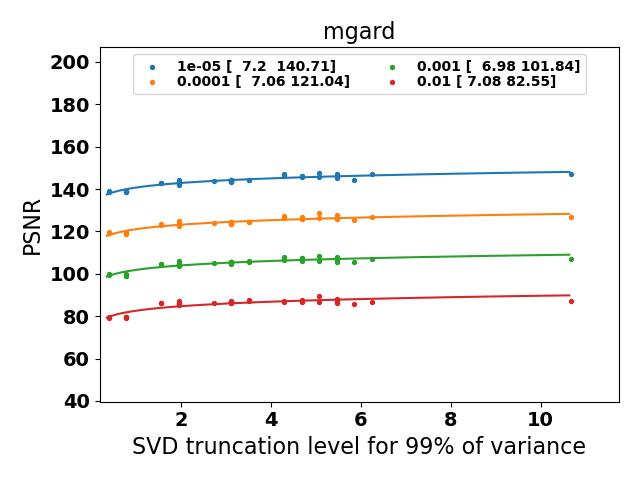 mgard
1e-05 [  7.2  140.71]
0.0001 [  7.06 121.04]
0.001 [  6.98 101.84]
0.01 [ 7.08 82.55]
PSNR
200
180
160
140
120
100
80
60
40
2 4 6 8 10
SVD truncation level for 99% of variance